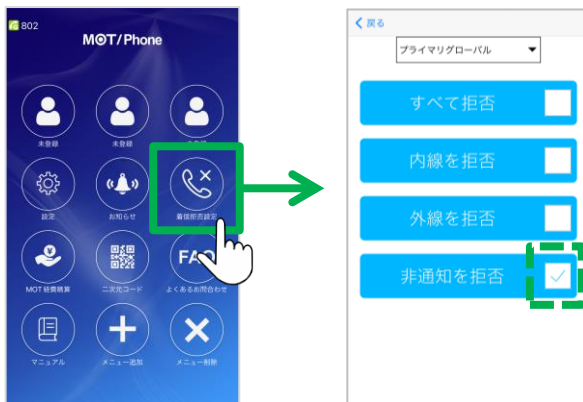 802
MOT/Phone
未登録
未登録
未登録
設定
お知らせ
着信拒否設定
MOT 経費精算
二次元コード
FAQ
よくあるお問合わせ
マニュアル
メニュー追加
メニュー削除
戻る
プライマリグローバル
すべて拒否
内線を拒否
外線を拒否
非通知を拒否